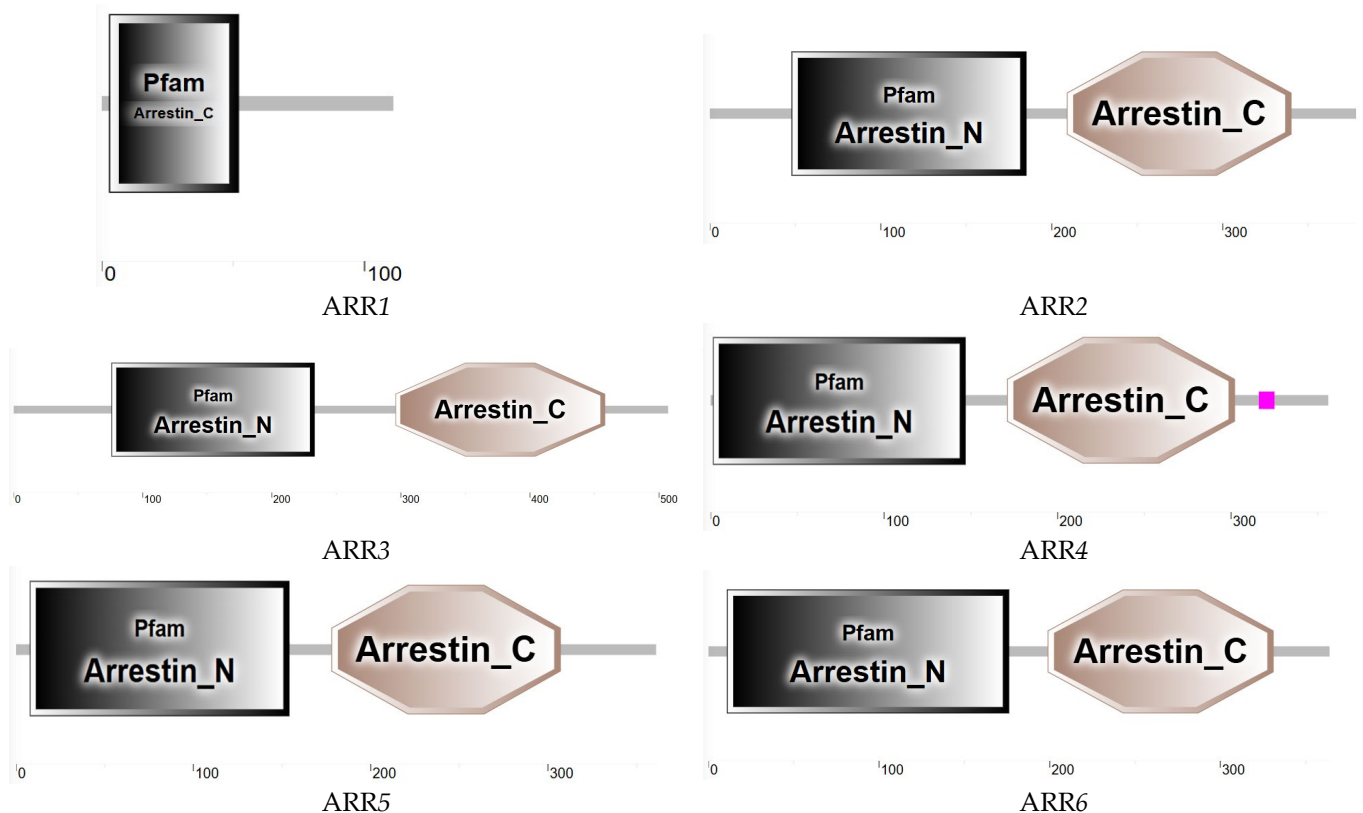 Pfam
Arrestin_C
0 100
ARR1
Pfam
Arrestin_N
Arrestin_C
0 100 200 300
ARR2
Pfam
Arrestin_N
Arrestin_C
0 100 200 300 400 500
ARR3
Pfam
Arrestin_N
Arrestin_C
0 100 200 300
ARR4
Pfam
Arrestin_N
Arrestin_C
0 100 200 300
ARR5
Pfam
Arrestin_N
Arrestin_C
0 100 200 300
ARR6